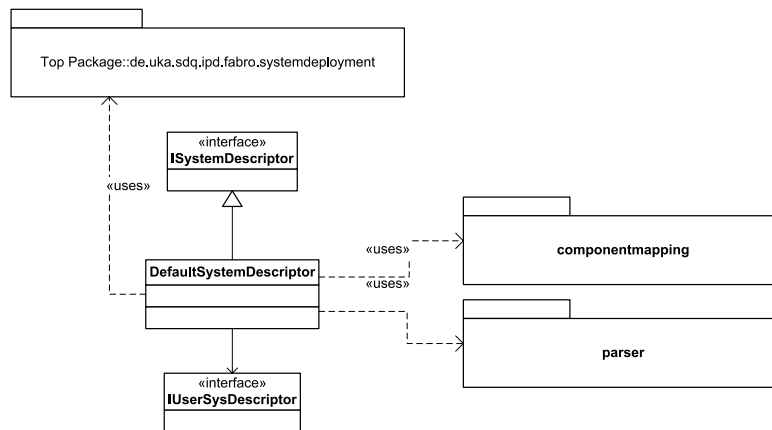 Top Package::de.uka.sdq.ipd.fabro.systemdeployment
«interface»
ISystemDescriptor
«uses»
«uses»
componentmapping
DefaultSystemDescriptor
«uses»
parser
«interface»
IUserSysDescriptor